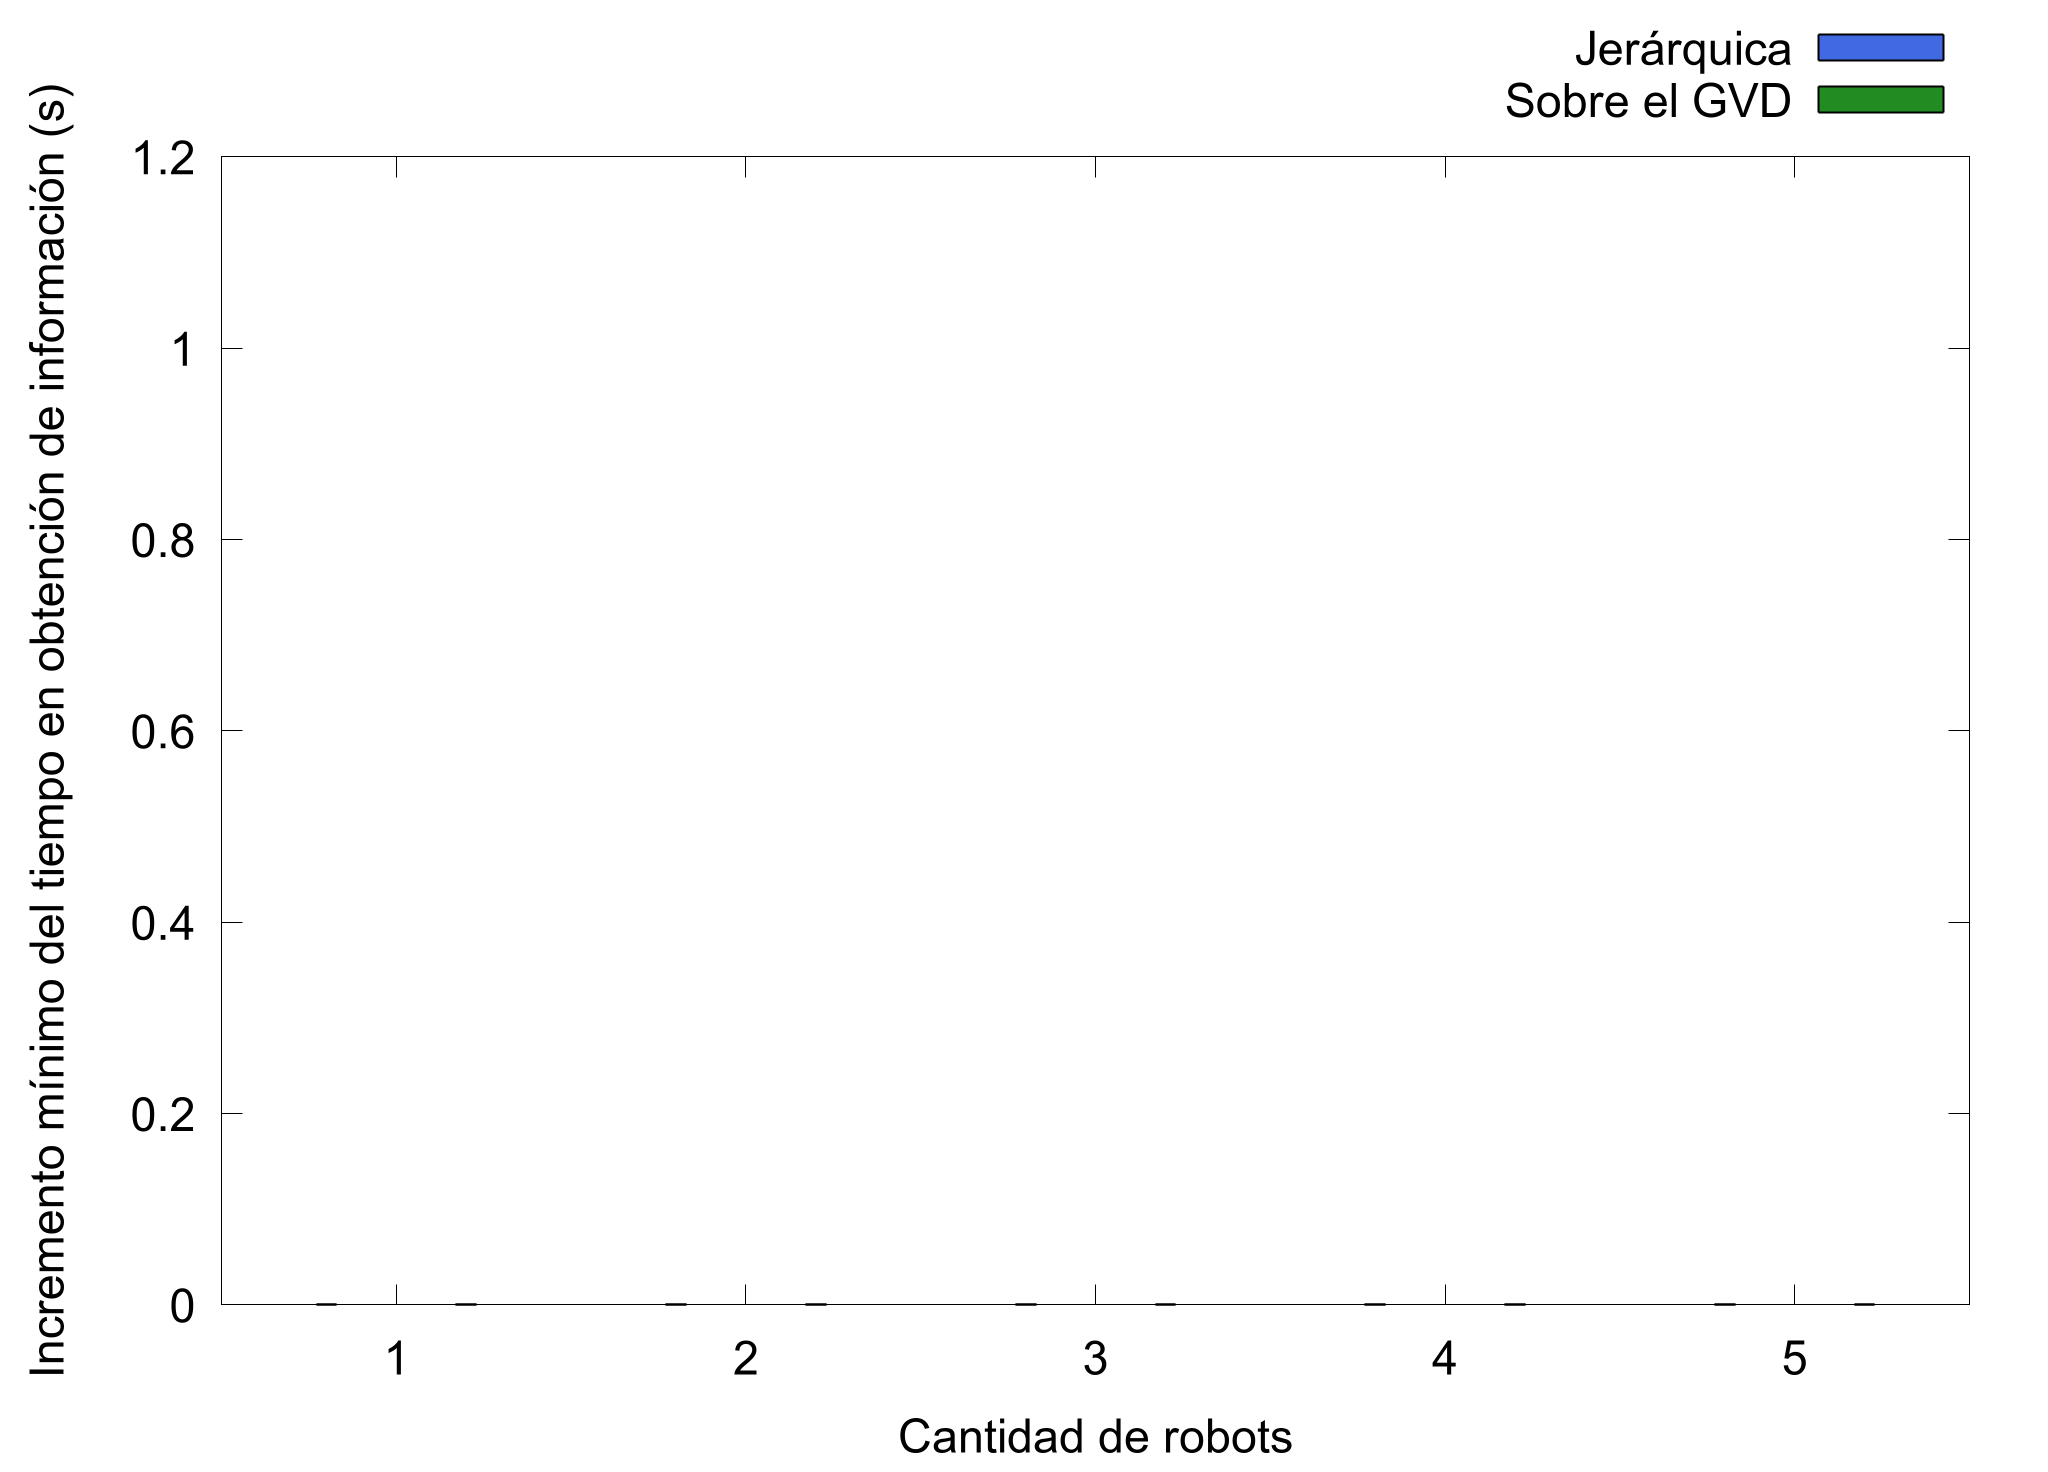 Jerárquica
Sobre el GVD
Incremento mínimo del tiempo en obtención de información (s)
1.2
1
0.8
0.6
0.4
0.2
0
1 2 3 4 5
Cantidad de robots